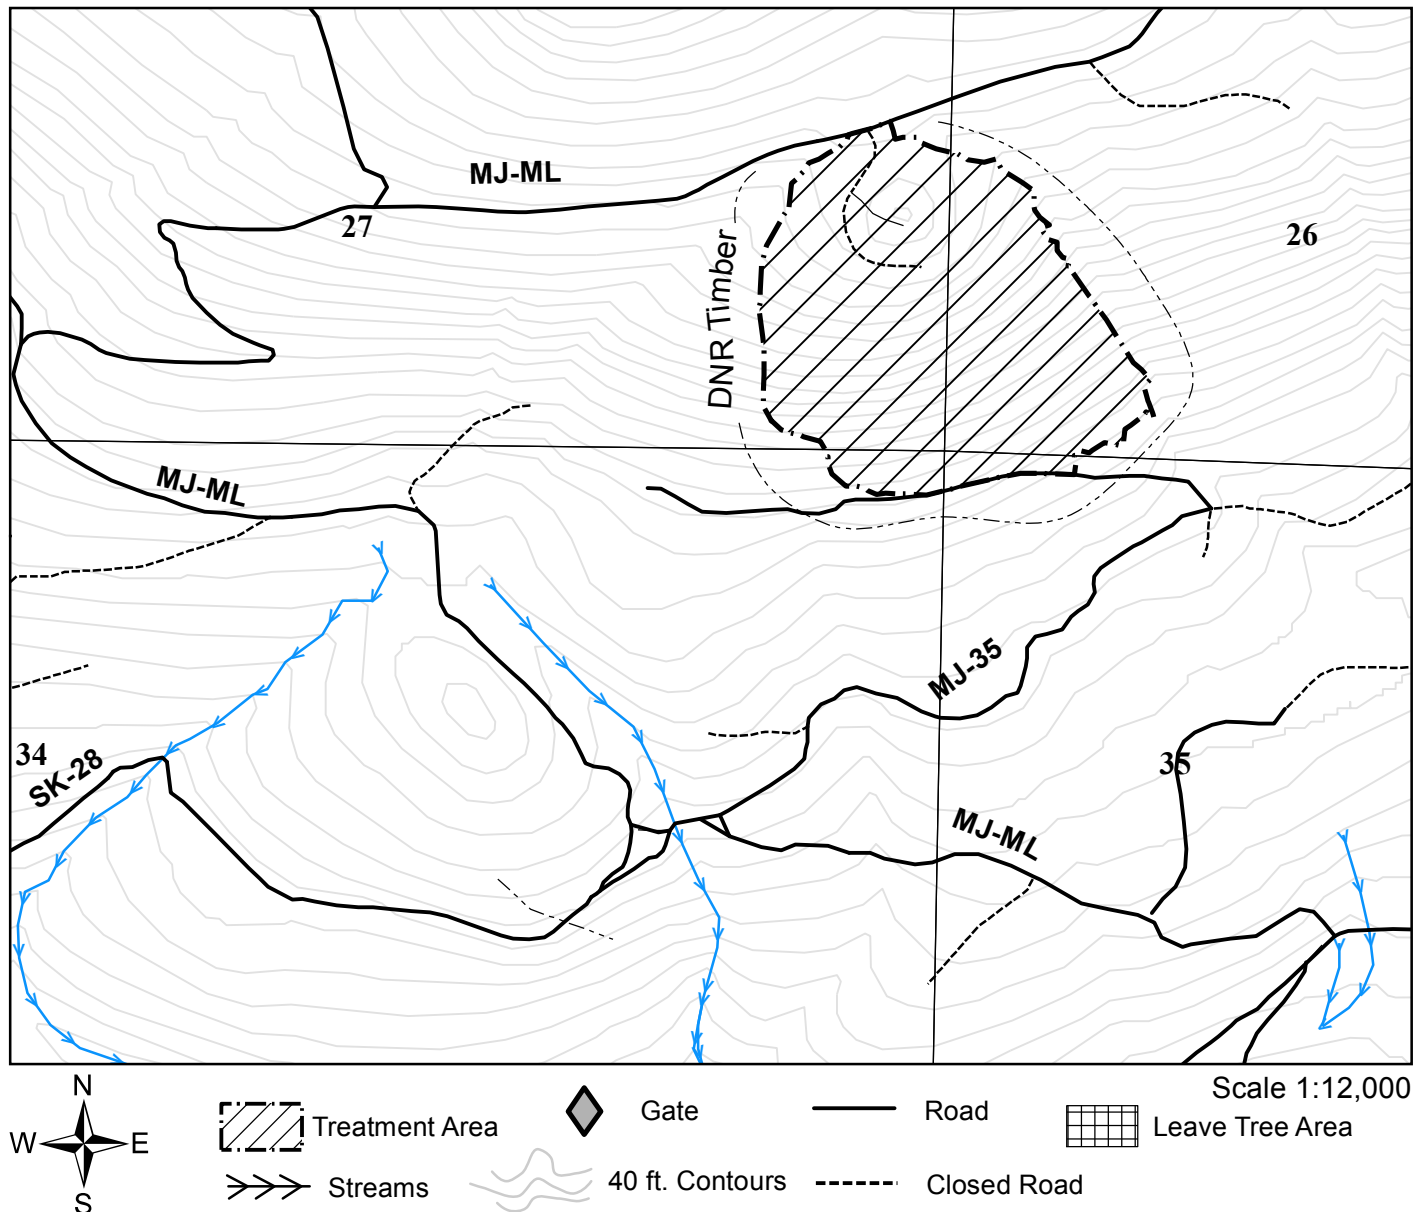 MJ-ML
27
26
DNR Timber
MJ-ML
MJ-35
34
SK-28
35
MJ-ML
Scale 1:12,000
N
W
E
S
Treatment Area
Gate
Road
Leave Tree Area
Streams
40 ft. Contours
Closed Road